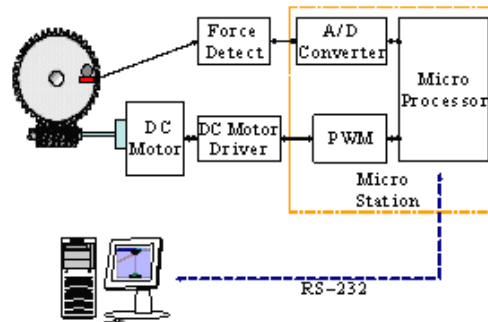 Force
Detect
A/D
Converter
Micro
Processor
DC
Motor
DC Motor
Driver
PWM
Micro
Station
RS-232